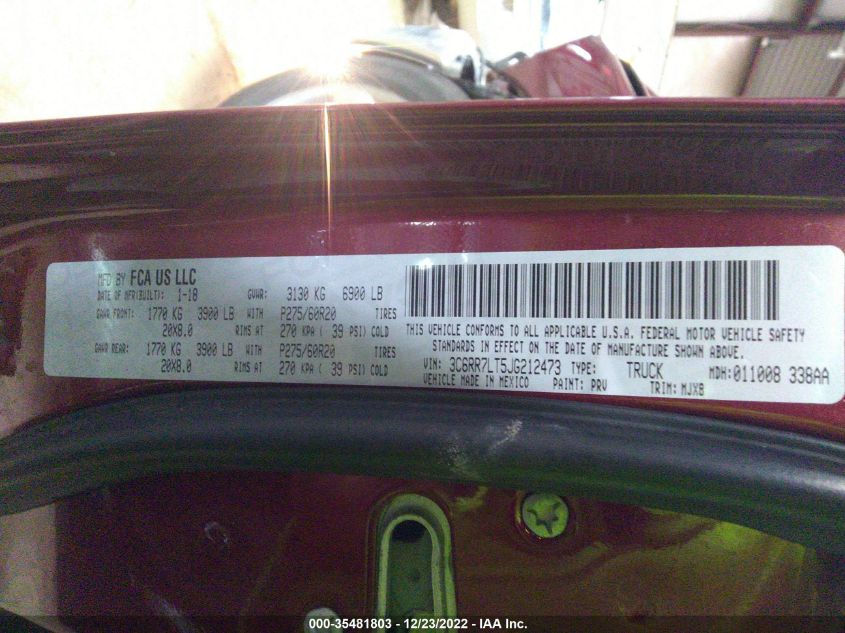 MFD BY FCA US LLC
DATE OF MFR(BUILT): 1-18 GVWR: 3130 KG 6900 LB
GAWR FRONT: 1770 KG 3900 LB WITH P275/60R20 TIRES
20X8.0 RIMS AT 270 KPA ( 39 PSI) COLD
GAWR REAR: 1770 KG 3900 LB WITH P275/60R20 TIRES
20X8.0 RIMS AT 270 KPA ( 39 PSI) COLD
THIS VEHICLE CONFORMS TO ALL APPLICABLE U.S.A. FEDERAL MOTOR VEHICLE SAFETY
STANDARDS IN EFFECT ON THE DATE OF MANUFACTURE SHOWN ABOVE.
VIN: 3C6RR7LT5JG212473 TYPE: TRUCK MDH: 011008 338AA
VEHICLE MADE IN MEXICO PAINT: PRV TRIM: MJX8
000-35481803 - 12/23/2022 - IAA Inc.